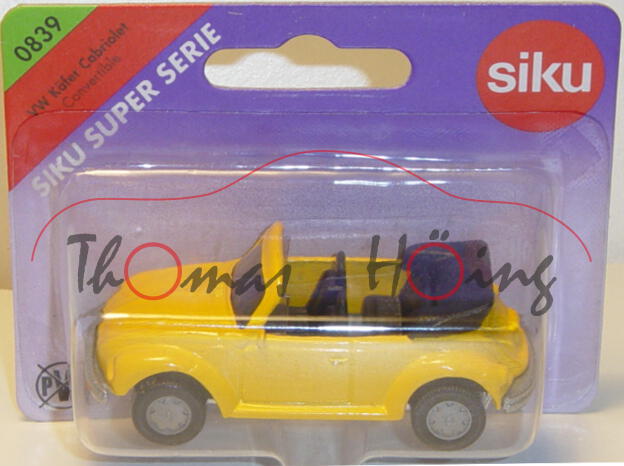 0839
VW Käfer Cabriolet
Convertible
SIKU SUPER SERIE
siku
Thomas Höing